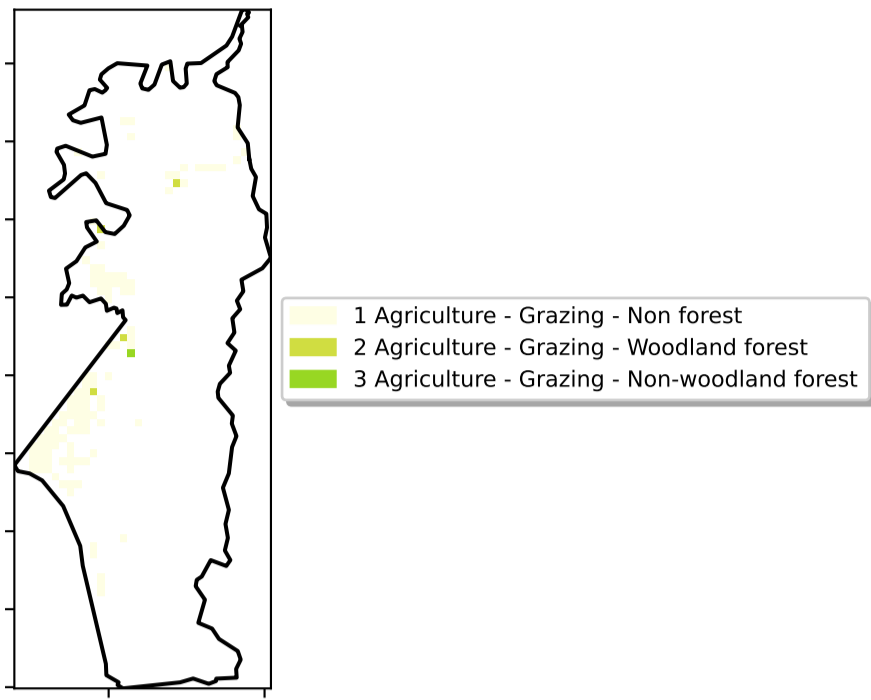 1 Agriculture - Grazing - Non forest
2 Agriculture - Grazing - Woodland forest
3 Agriculture - Grazing - Non-woodland forest